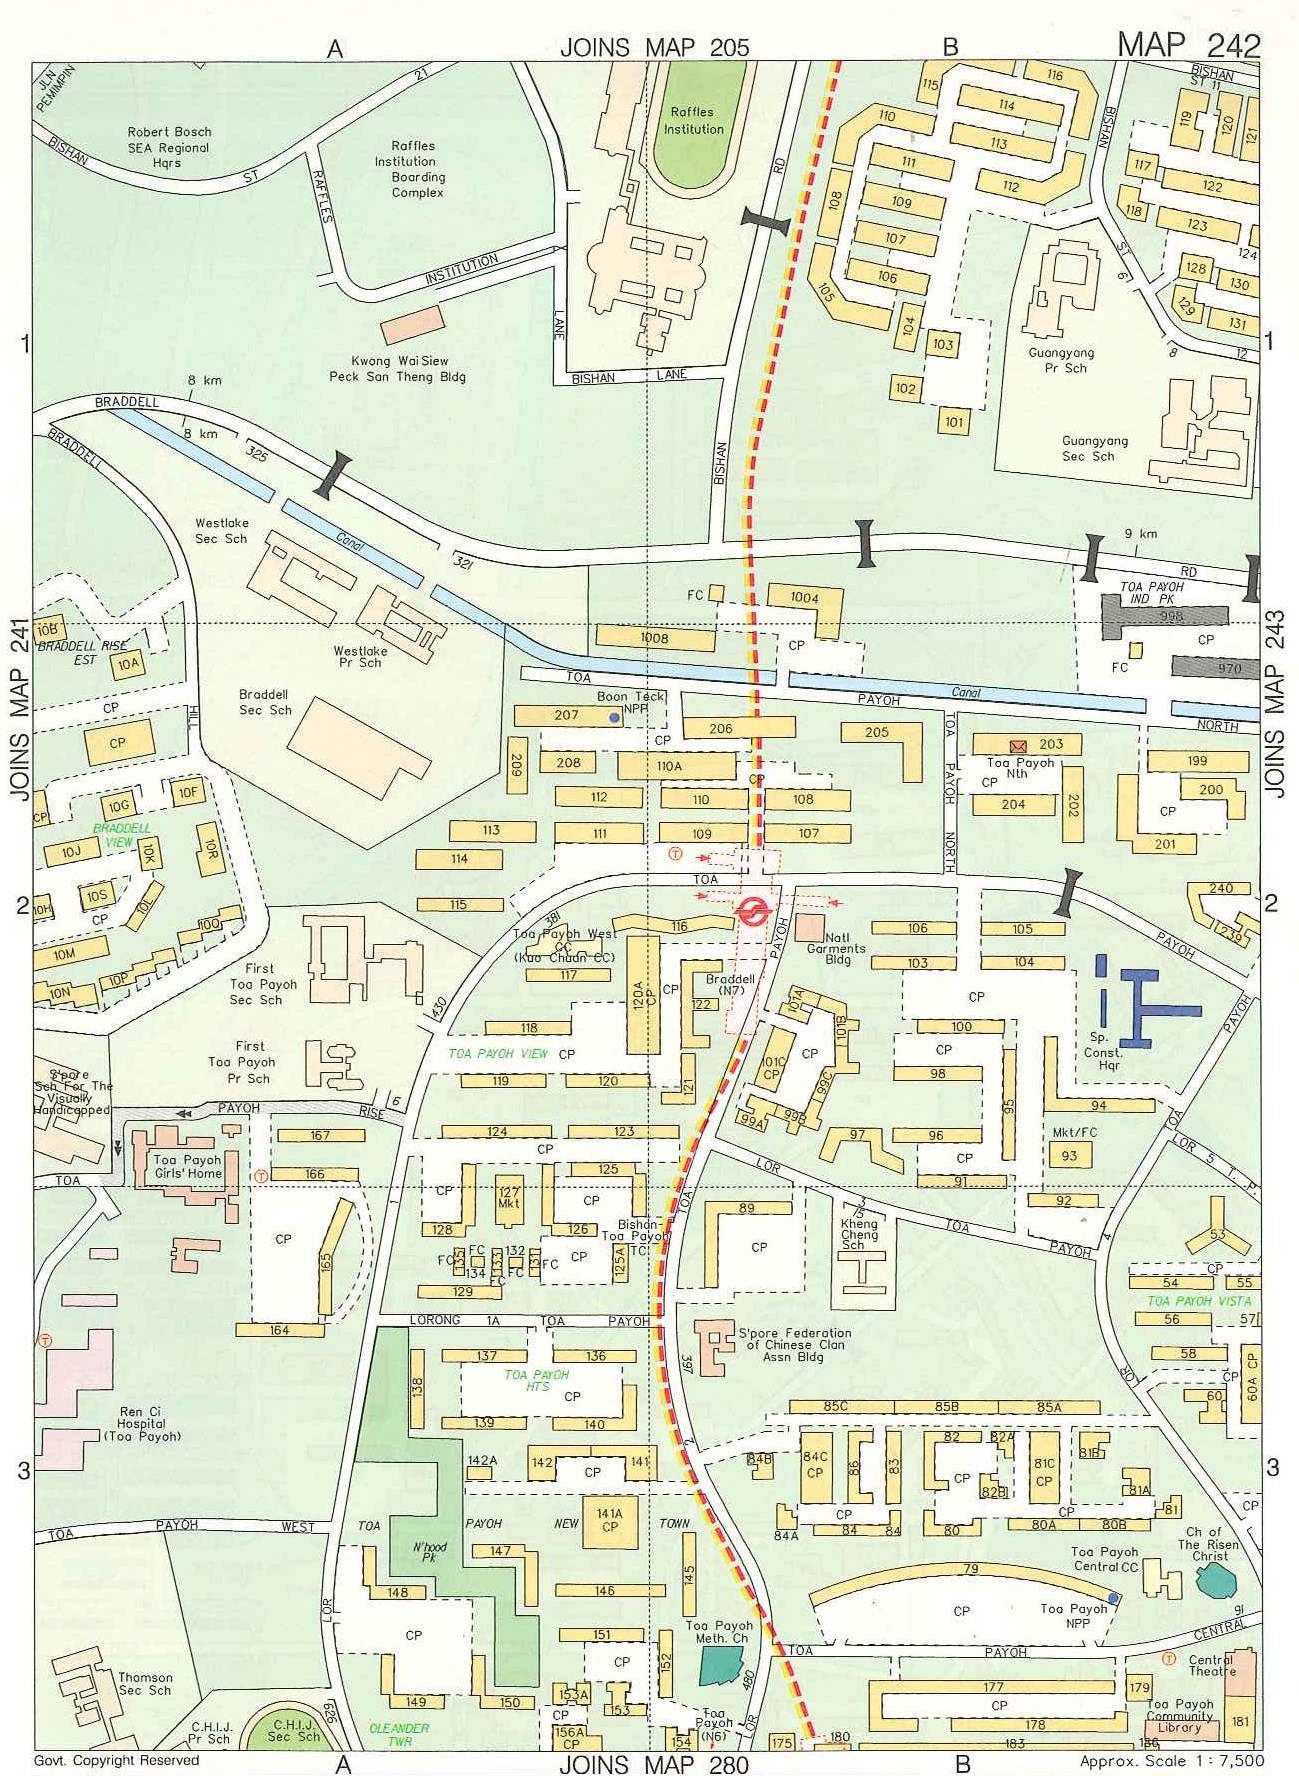 A
JOINS MAP 205
B
MAP 242
JLN
PEMIMPIN
21
BISHAN
ST 11
Robert Bosch
SEA Regional
Hqrs
BISHAN
ST
RAFFLES
INSTITUTION
LANE
Raffles
Institution
Boarding
Complex
Raffles
Institution
RD
115
116
114
110
113
111
112
108
109
107
106
105
104
103
102
101
BISHAN
ST
67
119
120
121
117
122
118
123
124
128
130
129
131
8
12
1
1
Kwong Wai Siew
Peck San Theng Bldg
BISHAN LANE
BISHAN
Guangyang
Pr Sch
Guangyang
Sec Sch
8 km
BRADDELL
8 km
BRADDELL
325
Westlake
Sec Sch
Canal
321
9 km
RD
TOA PAYOH
IND PK
998
CP
FC
970
FC
1004
1008
CP
JOINS MAP 241
JOINS MAP 243
10B
BRADDELL RISE
EST
10A
CP
CP
HILL
Westlake
Pr Sch
Braddell
Sec Sch
TOA
PAYOH
Canal
NORTH
Boon Teck
NPP
207
206
205
CP
203
Toa Payoh
Nth
CP
204
202
199
200
CP
201
209
208
110A
CP
112
110
108
113
111
109
107
114
115
TOA
PAYOH
NORTH
10F
10G
CP
BRADDELL
VIEW
10J
10K
10R
10S
10H
CP
10L
10M
10Q
10P
10N
2
2
T
TOA
381
Toa Payoh West
CC
(Kuo Chuan CC)
116
117
120A
CP
CP
122
Braddell
(N7)
PAYOH
Natl
Garments
Bldg
106
105
103
104
CP
240
239
PAYOH
PAYOH
First
Toa Payoh
Sec Sch
430
118
TOA PAYOH VIEW
CP
119
120
121
101A
101B
101C
CP
CP
99C
99A
99B
100
CP
98
95
96
97
CP
91
94
Mkt/FC
93
92
Sp.
Const.
Hqr
TOA
LOR 5 T. P.
First
Toa Payoh
Pr Sch
S'pore
Sch For The
Visually
Handicapped
PAYOH
RISE
6
TOA
Toa Payoh
Girls' Home
167
T
166
CP
165
164
1
124
123
CP
125
CP
127
Mkt
CP
128
126
Bishan-
Toa Payoh
TC
FC
135
FC
134
133
FC
132
FC
131
FC
CP
125A
129
TOA
LOR
3
15
TOA
PAYOH
4
89
CP
Kheng
Cheng
Sch
53
CP
54
55
TOA PAYOH VISTA
56
57
58
CP
60
60A CP
LOR
T
LORONG 1A TOA PAYOH
137
136
TOA PAYOH
HTS
138
CP
139
140
397
2
S'pore Federation
of Chinese Clan
Assn Bldg
Ren Ci
Hospital
(Toa Payoh)
3
3
142A
142
141
CP
141A
CP
85C
85B
85A
84B
84C
CP
86
83
82
82A
CP
82B
81C
CP
81B
81A
81
84A
84
84
CP
80
80A
80B
CP
CP
TOA PAYOH WEST
TOA PAYOH NEW TOWN
N'hood
Pk
147
148
145
146
151
CP
152
LOR
CP
149
150
153A
153
CP
156A
CP
154
Toa Payoh
Meth. Ch
480
LOR
Toa
Payoh
(N6)
79
CP
Toa Payoh
Central CC
Ch of
The Risen
Christ
Toa Payoh
NPP
TOA
PAYOH
CENTRAL
91
T
Central
Theatre
177
CP
178
179
Toa Payoh
Community
Library
181
175
180
183
186
Thomson
Sec Sch
C.H.I.J.
Pr Sch
C.H.I.J.
Sec Sch
626
OLEANDER
TWR
Govt. Copyright Reserved
A
JOINS MAP 280
B
Approx. Scale 1 : 7,500